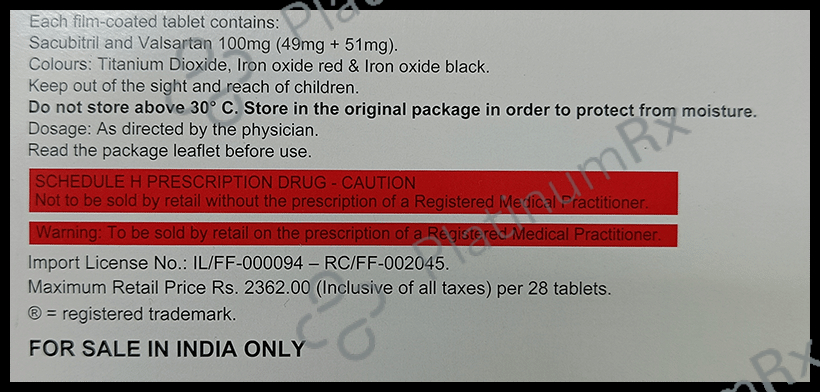 Each film-coated tablet contains:
Sacubitril and Valsartan 100mg (49mg + 51mg).
Colours: Titanium Dioxide, Iron oxide red & Iron oxide black.
Keep out of the sight and reach of children.
Do not store above 30° C. Store in the original package in order to protect from moisture.
Dosage: As directed by the physician.
Read the package leaflet before use.
SCHEDULE H PRESCRIPTION DRUG - CAUTION
Not to be sold by retail without the prescription of a Registered Medical Practitioner.
Warning: To be sold by retail on the prescription of a Registered Medical Practitioner.
Import License No.: IL/FF-000094 – RC/FF-002045.
Maximum Retail Price Rs. 2362.00 (Inclusive of all taxes) per 28 tablets.
® = registered trademark.
FOR SALE IN INDIA ONLY
PlatinumRx
PlatinumRx
PlatinumRx